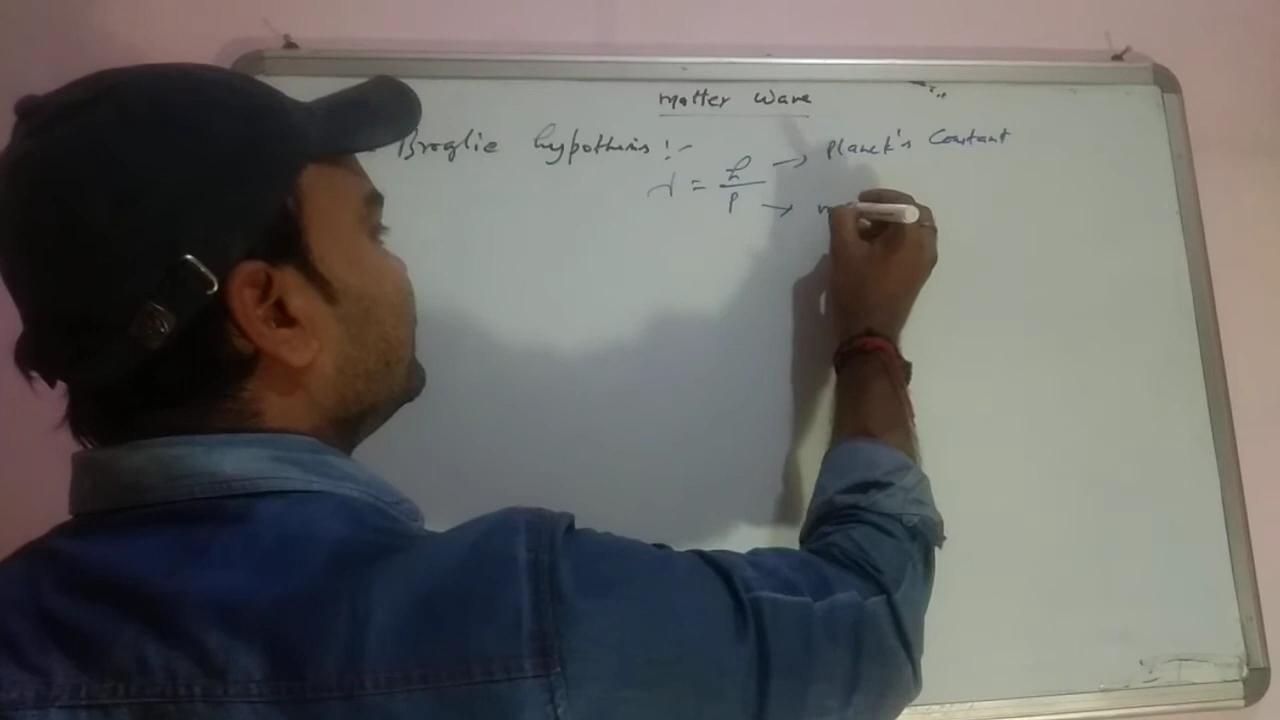 Matter Wave
Broglie hypothesis :-
λ = h/p
→ Planck's Constant
→